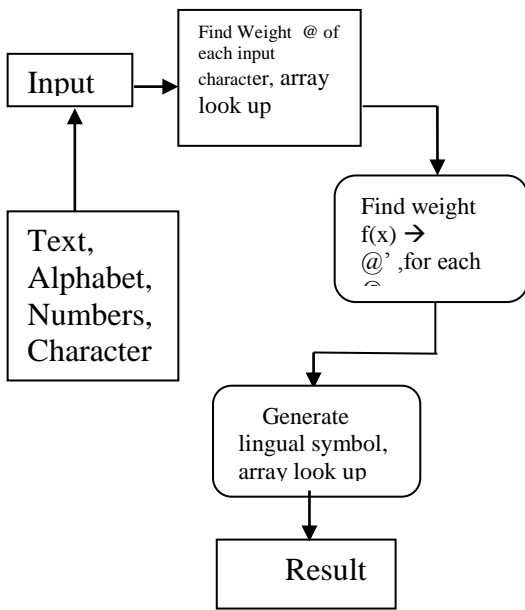 Find Weight @ of
each input
character, array
look up
Input
Text,
Alphabet,
Numbers,
Character
Find weight
f(x) →
@’ ,for each
Generate
lingual symbol,
array look up
Result